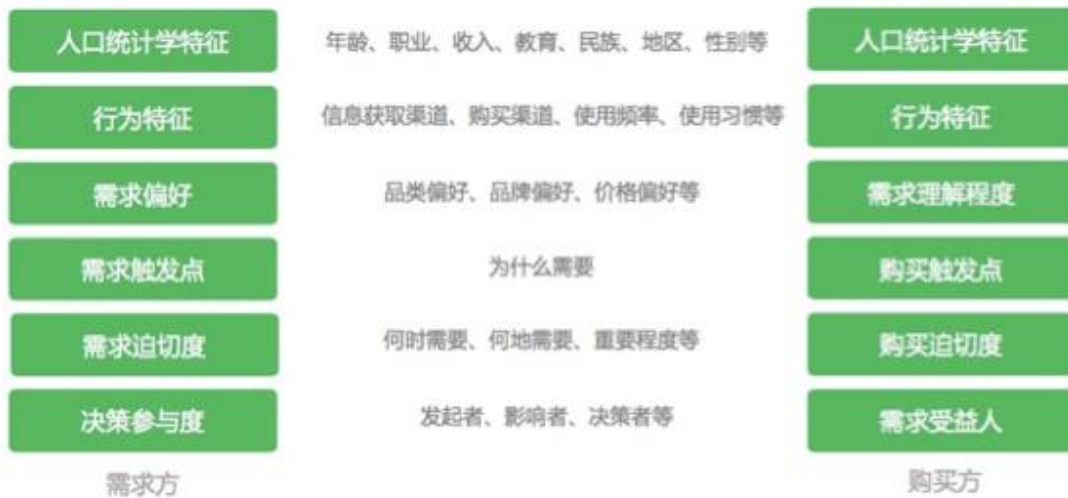 人口统计学特征 年龄、职业、收入、教育、民族、地区、性别等 人口统计学特征
行为特征 信息获取渠道、购买渠道、使用频率、使用习惯等 行为特征
需求偏好 品类偏好、品牌偏好、价格偏好等 需求理解程度
需求触发点 为什么需要 购买触发点
需求迫切度 何时需要、何地需要、重要程度等 购买迫切度
决策参与度 发起者、影响者、决策者等 需求受益人
需求方 购买方